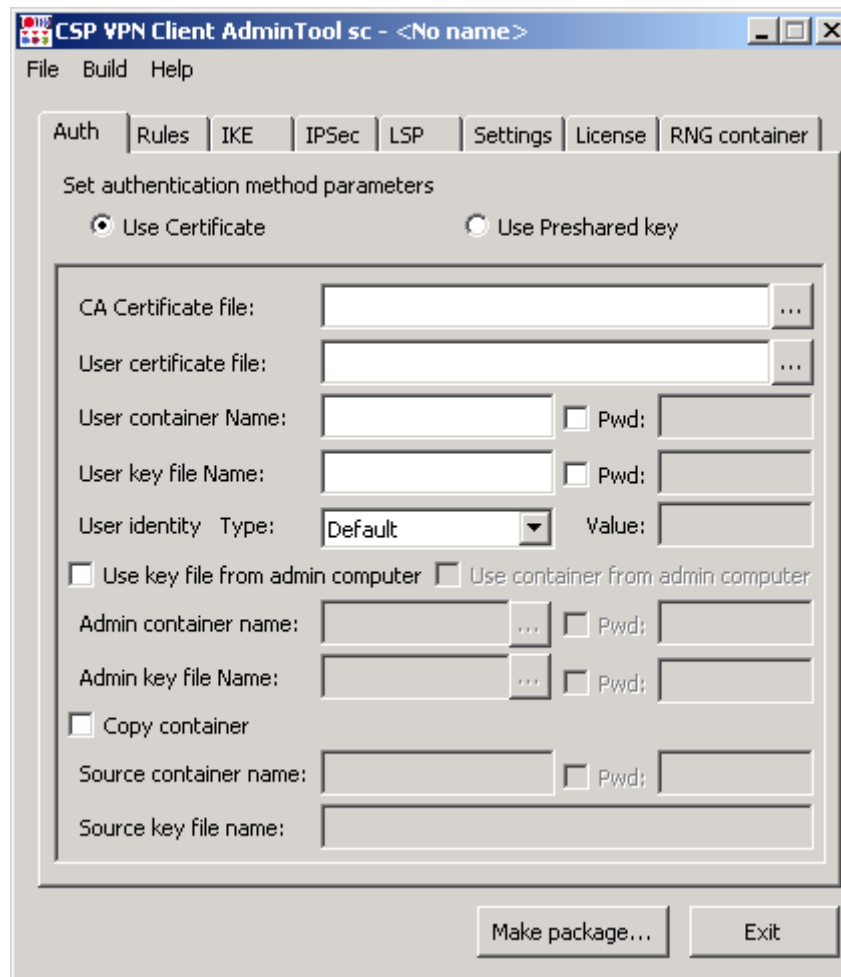 CSP VPN Client AdminTool sc - <No name>
File Build Help
Auth Rules IKE IPSec LSP Settings License RNG container
Set authentication method parameters
Use Certificate Use Preshared key
CA Certificate file: ...
User certificate file: ...
User container Name: Pwd:
User key file Name: Pwd:
User identity Type: Default Value:
Use key file from admin computer Use container from admin computer
Admin container name: ... Pwd:
Admin key file Name: ... Pwd:
Copy container
Source container name: Pwd:
Source key file name:
Make package... Exit